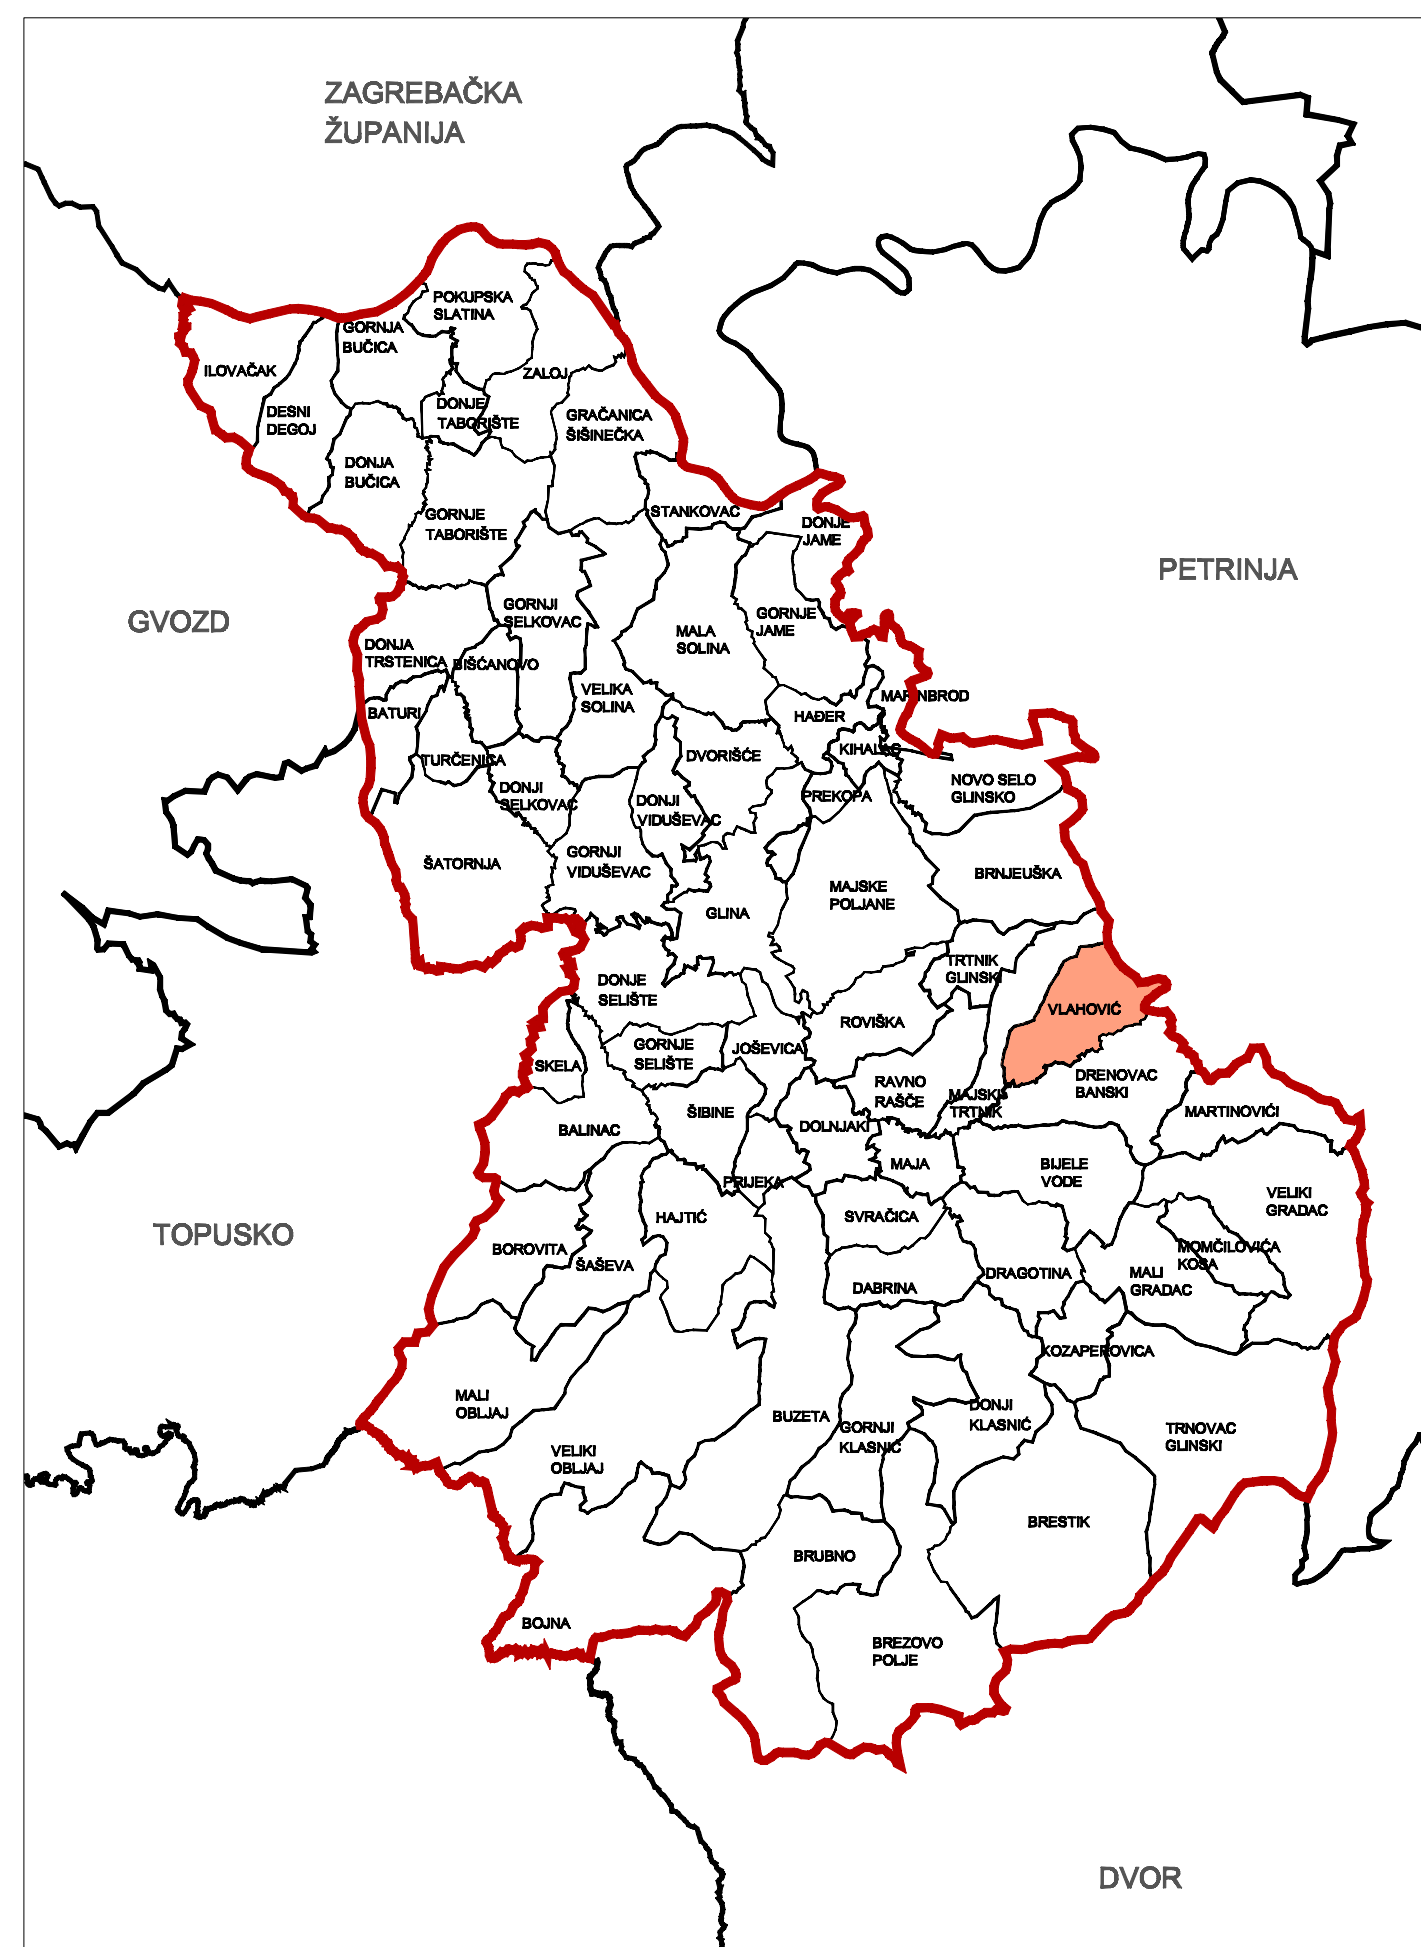 ZAGREBAČKA
ŽUPANIJA
POKUPSKA
SLATINA
GORNJA
BUČICA
ILOVAČAK
ZALOJ
DESNI
DEGOJ
DONJE
TABORIŠTE
GRAČANICA
ŠIŠINEČKA
DONJA
BUČICA
GORNJE
TABORIŠTE
STANKOVAC
DONJE
JAME
PETRINJA
GVOZD
GORNJI
SELKOVAC
GORNJE
JAME
MALA
SOLINA
DONJA
TRSTENICA
BIŠĆANOVO
VELIKA
SOLINA
MARINBROD
BATURI
HAĐER
KIHALAC
DVORIŠĆE
TURČENICA
DONJI
SELKOVAC
DONJI
VIDUŠEVAC
PREKOPA
NOVO SELO
GLINSKO
ŠATORNJA
GORNJI
VIDUŠEVAC
BRNJEUŠKA
MAJSKE
POLJANE
GLINA
TRTNIK
GLINSKI
DONJE
SELIŠTE
VLAHOVIĆ
ROVIŠKA
GORNJE
SELIŠTE
JOŠEVICA
SKELA
RAVNO
RAŠČE
MAJSKI
TRTNIK
DRENOVAC
BANSKI
MARTINOVIĆI
ŠIBINE
BALINAC
DOLNJAKI
MAJA
BIJELE
VODE
PRIJEKA
VELIKI
GRADAC
HAJTIĆ
SVRAČICA
TOPUSKO
BOROVITA
ŠAŠEVA
MOMČILOVIĆA
KOSA
DABRINA
DRAGOTINA
MALI
GRADAC
KOZAPEROVICA
MALI
OBLJAJ
BUZETA
GORNJI
KLASNIĆ
DONJI
KLASNIĆ
TRNOVAC
GLINSKI
VELIKI
OBLJAJ
BRESTIK
BRUBNO
BOJNA
BREZOVO
POLJE
DVOR